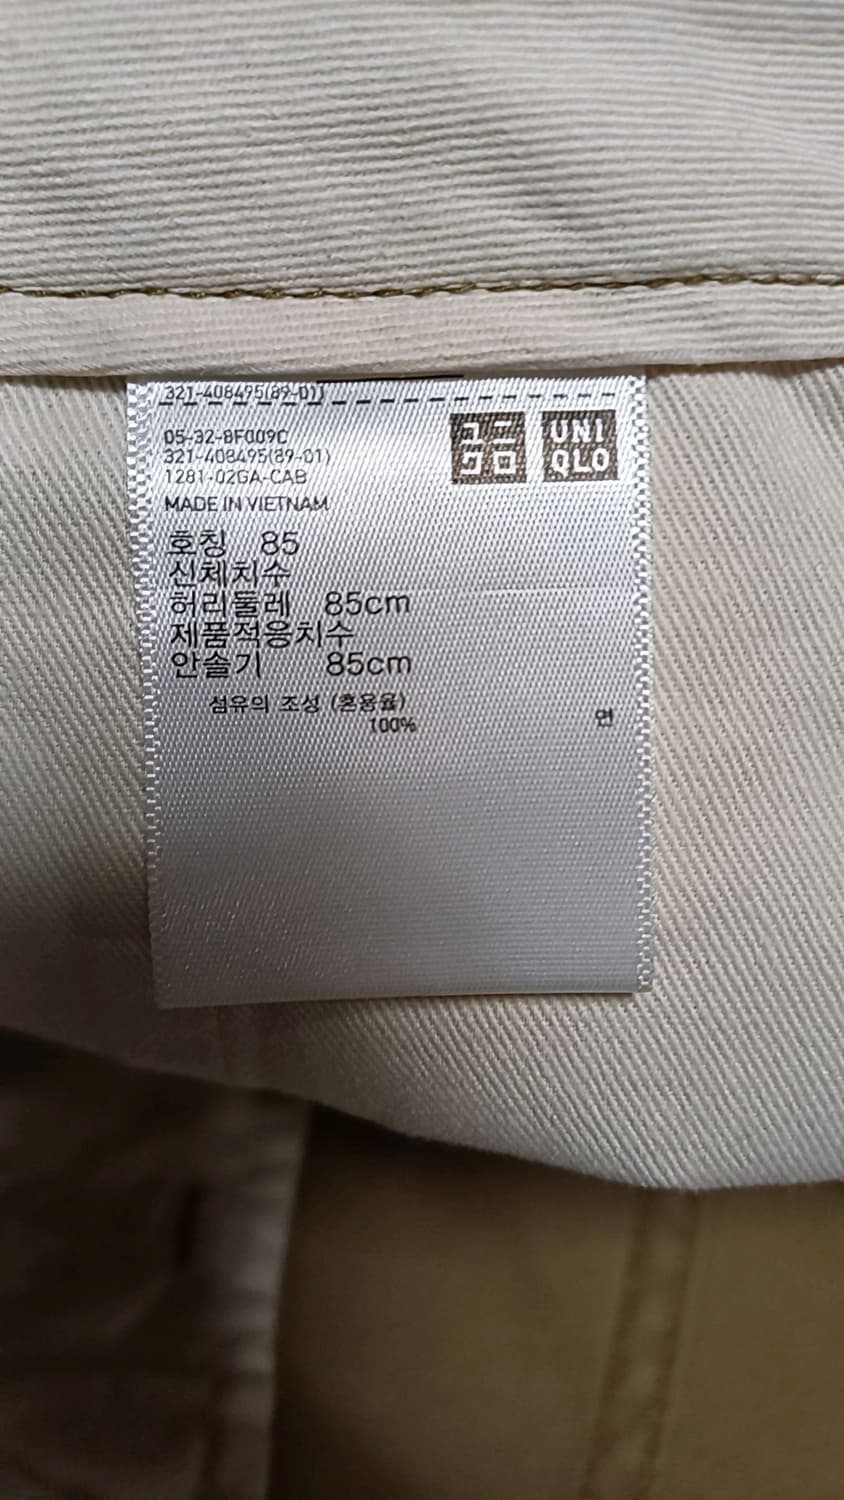 321-408495(89-01)
ユニ
クロ
UNI
QLO
05-32-8F009C
321-408495(89-01)
1281-02GA-CAB
MADE IN VIETNAM
호칭 85
신체치수
허리둘레 85cm
제품적용치수
안솔기 85cm
섬유의 조성 (혼용율)
면
100%